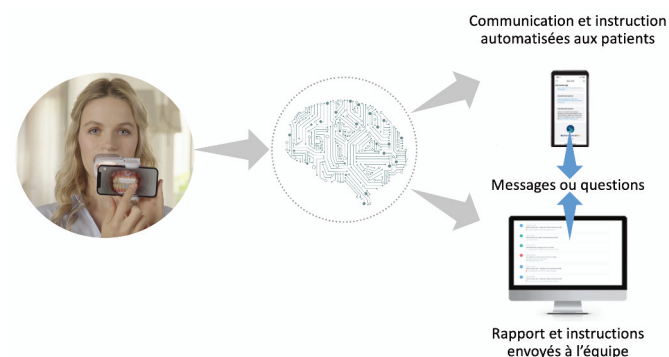 Communication et instruction
automatisées aux patients
Messages ou questions
Rapport et instructions
envoyés à l'équipe